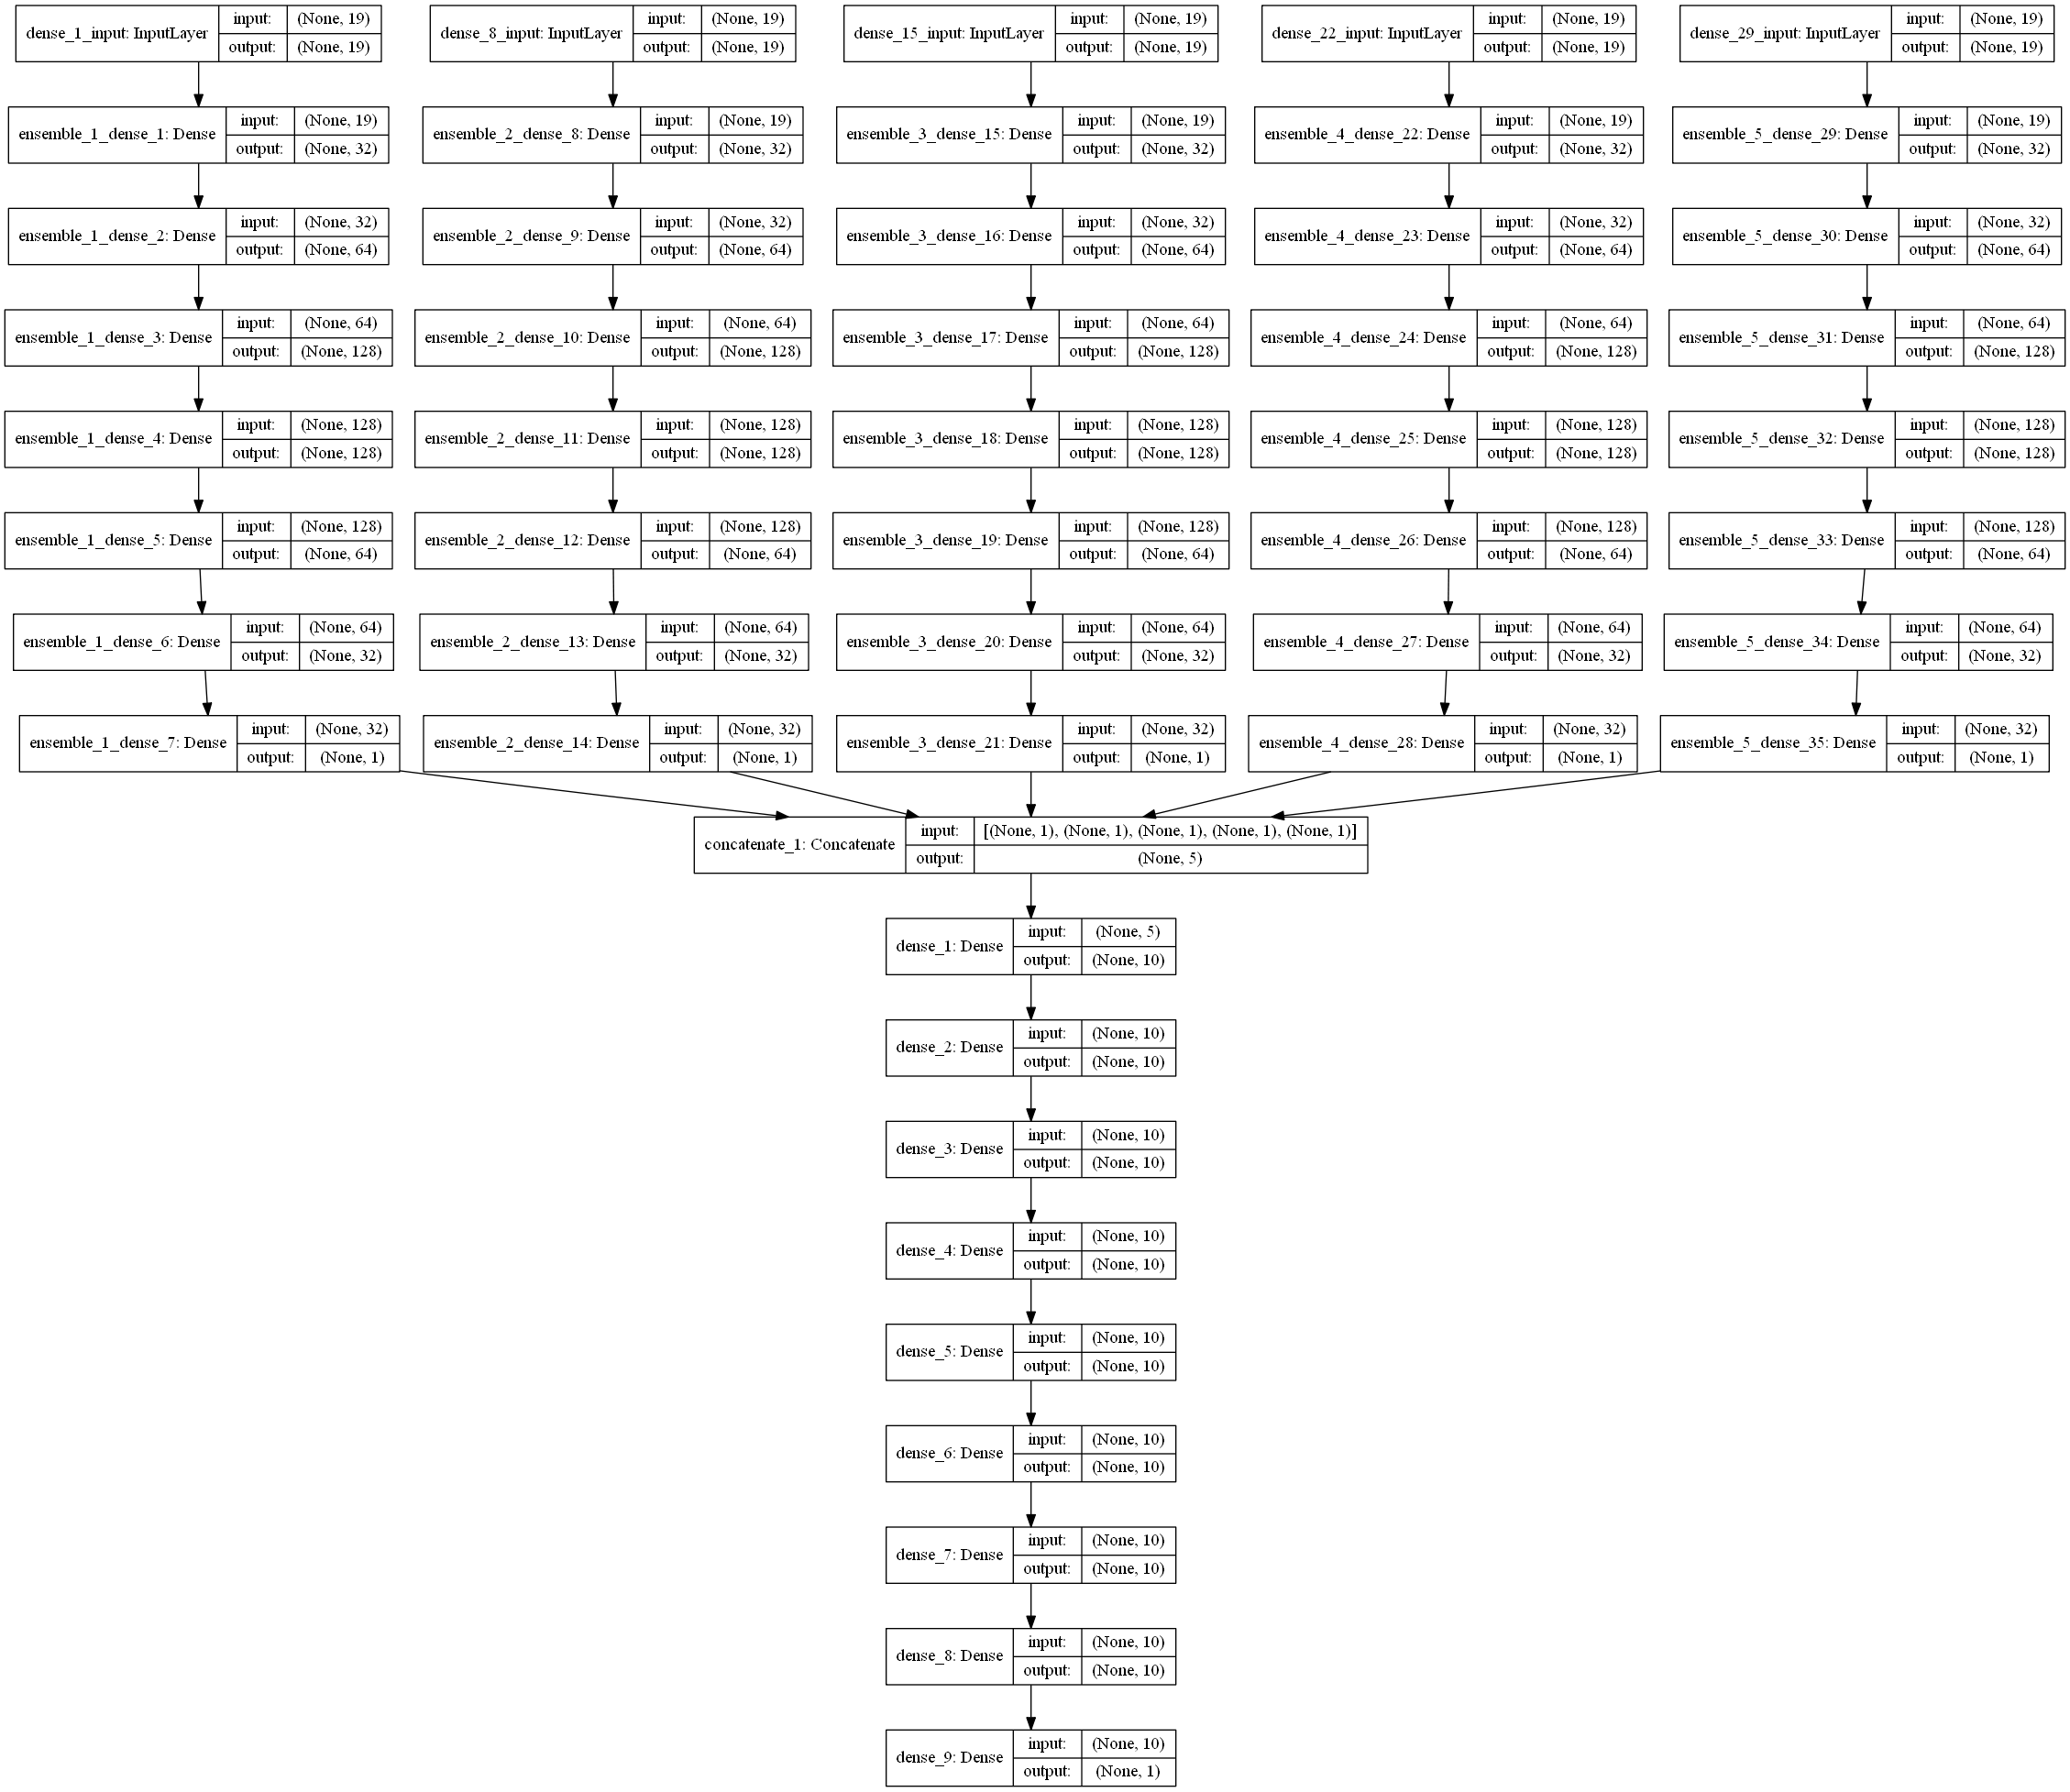 dense_1_input: InputLayer input: (None, 19) output: (None, 19)
dense_8_input: InputLayer input: (None, 19) output: (None, 19)
dense_15_input: InputLayer input: (None, 19) output: (None, 19)
dense_22_input: InputLayer input: (None, 19) output: (None, 19)
dense_29_input: InputLayer input: (None, 19) output: (None, 19)
ensemble_1_dense_1: Dense input: (None, 19) output: (None, 32)
ensemble_2_dense_8: Dense input: (None, 19) output: (None, 32)
ensemble_3_dense_15: Dense input: (None, 19) output: (None, 32)
ensemble_4_dense_22: Dense input: (None, 19) output: (None, 32)
ensemble_5_dense_29: Dense input: (None, 19) output: (None, 32)
ensemble_1_dense_2: Dense input: (None, 32) output: (None, 64)
ensemble_2_dense_9: Dense input: (None, 32) output: (None, 64)
ensemble_3_dense_16: Dense input: (None, 32) output: (None, 64)
ensemble_4_dense_23: Dense input: (None, 32) output: (None, 64)
ensemble_5_dense_30: Dense input: (None, 32) output: (None, 64)
ensemble_1_dense_3: Dense input: (None, 64) output: (None, 128)
ensemble_2_dense_10: Dense input: (None, 64) output: (None, 128)
ensemble_3_dense_17: Dense input: (None, 64) output: (None, 128)
ensemble_4_dense_24: Dense input: (None, 64) output: (None, 128)
ensemble_5_dense_31: Dense input: (None, 64) output: (None, 128)
ensemble_1_dense_4: Dense input: (None, 128) output: (None, 128)
ensemble_2_dense_11: Dense input: (None, 128) output: (None, 128)
ensemble_3_dense_18: Dense input: (None, 128) output: (None, 128)
ensemble_4_dense_25: Dense input: (None, 128) output: (None, 128)
ensemble_5_dense_32: Dense input: (None, 128) output: (None, 128)
ensemble_1_dense_5: Dense input: (None, 128) output: (None, 64)
ensemble_2_dense_12: Dense input: (None, 128) output: (None, 64)
ensemble_3_dense_19: Dense input: (None, 128) output: (None, 64)
ensemble_4_dense_26: Dense input: (None, 128) output: (None, 64)
ensemble_5_dense_33: Dense input: (None, 128) output: (None, 64)
ensemble_1_dense_6: Dense input: (None, 64) output: (None, 32)
ensemble_2_dense_13: Dense input: (None, 64) output: (None, 32)
ensemble_3_dense_20: Dense input: (None, 64) output: (None, 32)
ensemble_4_dense_27: Dense input: (None, 64) output: (None, 32)
ensemble_5_dense_34: Dense input: (None, 64) output: (None, 32)
ensemble_1_dense_7: Dense input: (None, 32) output: (None, 1)
ensemble_2_dense_14: Dense input: (None, 32) output: (None, 1)
ensemble_3_dense_21: Dense input: (None, 32) output: (None, 1)
ensemble_4_dense_28: Dense input: (None, 32) output: (None, 1)
ensemble_5_dense_35: Dense input: (None, 32) output: (None, 1)
concatenate_1: Concatenate input: [(None, 1), (None, 1), (None, 1), (None, 1), (None, 1)] output: (None, 5)
dense_1: Dense input: (None, 5) output: (None, 10)
dense_2: Dense input: (None, 10) output: (None, 10)
dense_3: Dense input: (None, 10) output: (None, 10)
dense_4: Dense input: (None, 10) output: (None, 10)
dense_5: Dense input: (None, 10) output: (None, 10)
dense_6: Dense input: (None, 10) output: (None, 10)
dense_7: Dense input: (None, 10) output: (None, 10)
dense_8: Dense input: (None, 10) output: (None, 10)
dense_9: Dense input: (None, 10) output: (None, 1)